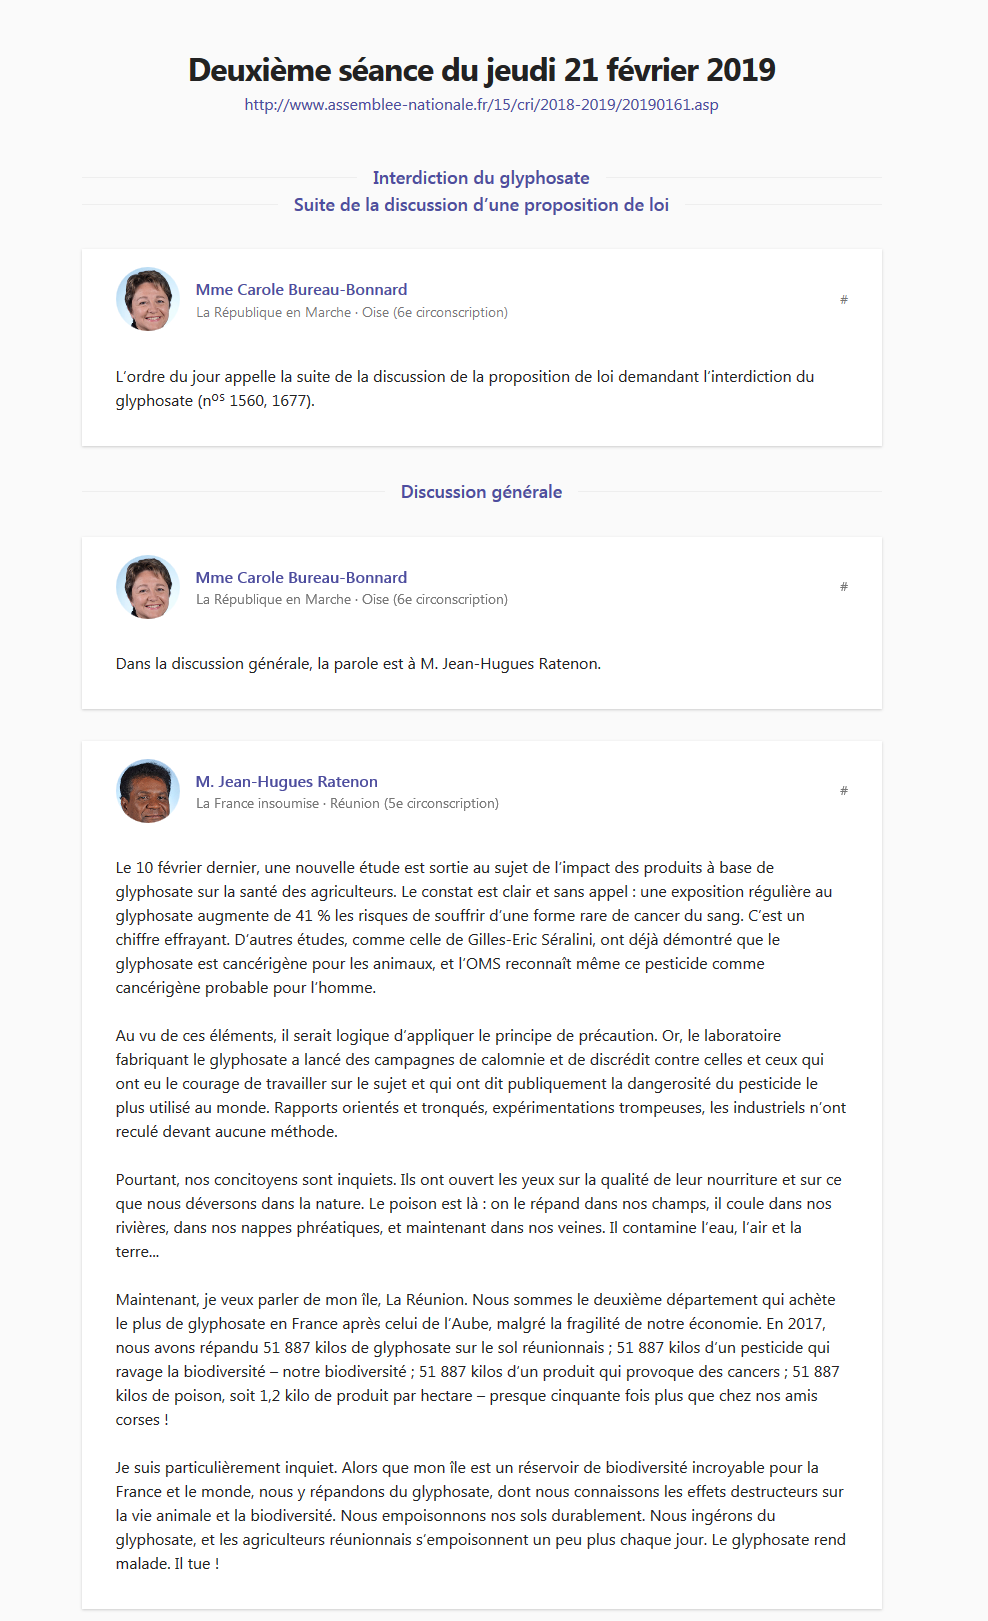 Deuxième séance du jeudi 21 février 2019
http://www.assemblee-nationale.fr/15/cri/2018-2019/20190161.asp
Interdiction du glyphosate
Suite de la discussion d’une proposition de loi
Mme Carole Bureau-Bonnard
La République en Marche · Oise (6e circonscription)
#
L’ordre du jour appelle la suite de la discussion de la proposition de loi demandant l’interdiction du
glyphosate (nos 1560, 1677).
Discussion générale
Mme Carole Bureau-Bonnard
La République en Marche · Oise (6e circonscription)
#
Dans la discussion générale, la parole est à M. Jean-Hugues Ratenon.
M. Jean-Hugues Ratenon
La France insoumise · Réunion (5e circonscription)
#
Le 10 février dernier, une nouvelle étude est sortie au sujet de l’impact des produits à base de
glyphosate sur la santé des agriculteurs. Le constat est clair et sans appel : une exposition régulière au
glyphosate augmente de 41 % les risques de souffrir d’une forme rare de cancer du sang. C’est un
chiffre effrayant. D’autres études, comme celle de Gilles-Eric Séralini, ont déjà démontré que le
glyphosate est cancérigène pour les animaux, et l’OMS reconnaît même ce pesticide comme
cancérigène probable pour l’homme.
Au vu de ces éléments, il serait logique d’appliquer le principe de précaution. Or, le laboratoire
fabriquant le glyphosate a lancé des campagnes de calomnie et de discrédit contre celles et ceux qui
ont eu le courage de travailler sur le sujet et qui ont dit publiquement la dangerosité du pesticide le
plus utilisé au monde. Rapports orientés et tronqués, expérimentations trompeuses, les industriels n’ont
reculé devant aucune méthode.
Pourtant, nos concitoyens sont inquiets. Ils ont ouvert les yeux sur la qualité de leur nourriture et sur ce
que nous déversons dans la nature. Le poison est là : on le répand dans nos champs, il coule dans nos
rivières, dans nos nappes phréatiques, et maintenant dans nos veines. Il contamine l’eau, l’air et la
terre...
Maintenant, je veux parler de mon île, La Réunion. Nous sommes le deuxième département qui achète
le plus de glyphosate en France après celui de l’Aube, malgré la fragilité de notre économie. En 2017,
nous avons répandu 51 887 kilos de glyphosate sur le sol réunionnais ; 51 887 kilos d’un pesticide qui
ravage la biodiversité – notre biodiversité ; 51 887 kilos d’un produit qui provoque des cancers ; 51 887
kilos de poison, soit 1,2 kilo de produit par hectare – presque cinquante fois plus que chez nos amis
corses !
Je suis particulièrement inquiet. Alors que mon île est un réservoir de biodiversité incroyable pour la
France et le monde, nous y répandons du glyphosate, dont nous connaissons les effets destructeurs sur
la vie animale et la biodiversité. Nous empoisonnons nos sols durablement. Nous ingérons du
glyphosate, et les agriculteurs réunionnais s’empoisonnent un peu plus chaque jour. Le glyphosate rend
malade. Il tue !